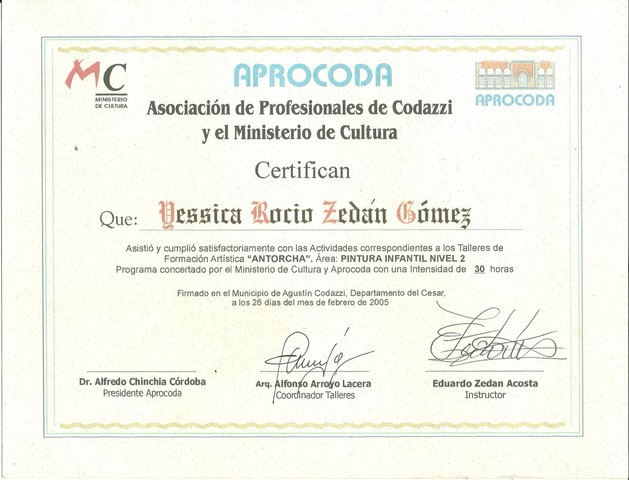 MC
MINISTERIO
DE CULTURA
APROCODA
APROCODA
Asociación de Profesionales de Codazzi
y el Ministerio de Cultura
Certifican
Que: Yessica Rocio Zedán Gómez
Asistió y cumplió satisfactoriamente con las Actividades correspondientes a los Talleres de
Formación Artística "ANTORCHA". Área: PINTURA INFANTIL NIVEL 2
Programa concertado por el Ministerio de Cultura y Aprocoda con una Intensidad de 30 horas
Firmado en el Municipio de Agustín Codazzi, Departamento del Cesar,
a los 26 días del mes de febrero de 2005
Dr. Alfredo Chinchia Córdoba
Presidente Aprocoda
Arq. Alfonso Arroyo Lacera
Coordinador Talleres
Eduardo Zedan Acosta
Instructor